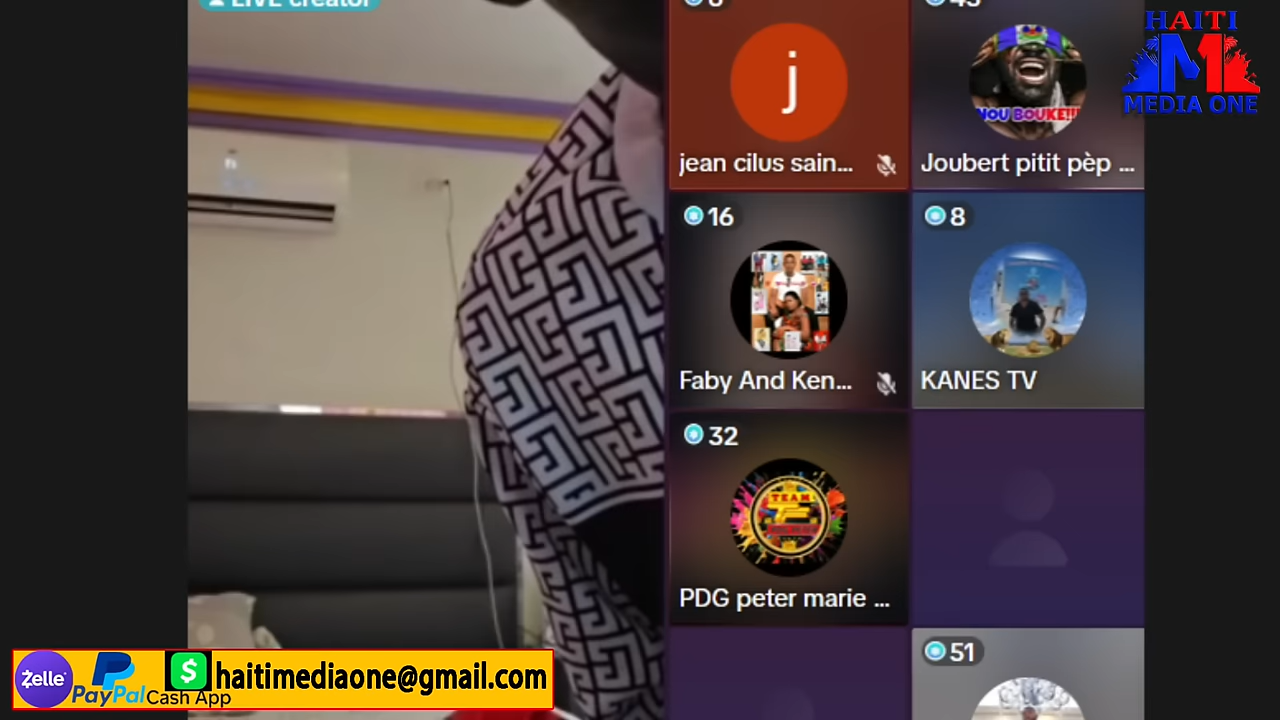 LIVE creator
HAITI
MEDIA ONE
j
jean cilus sain...
NOU BOUKE!!!
Joubert pitit pèp ...
16
8
Faby And Ken...
KANES TV
32
TEAM
PDG peter marie ...
51
Zelle
PayPal
$
Cash App
haitimediaone@gmail.com